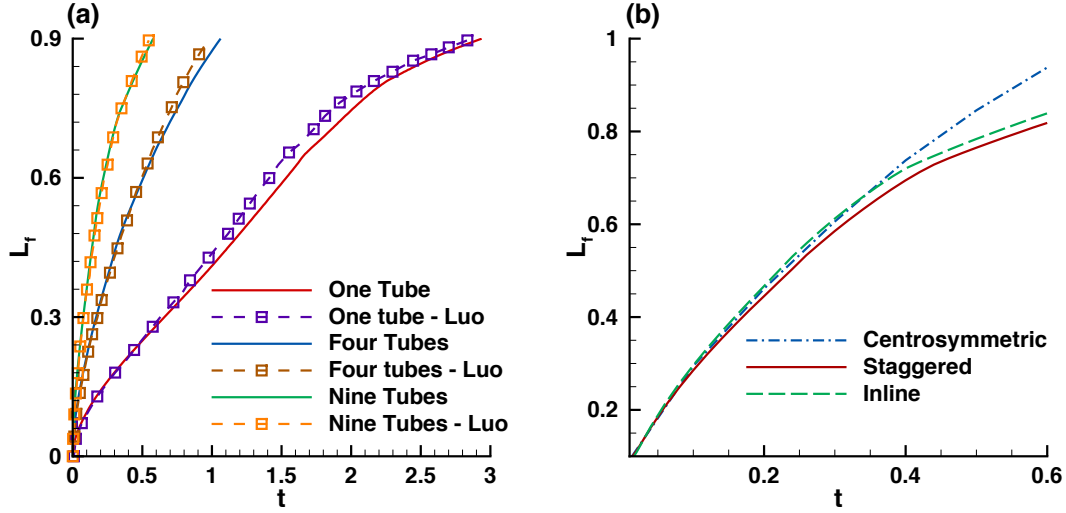 (a)
0.9
0.6
0.3
0
L_f
0
0.5
1
1.5
2
2.5
3
t
One Tube
One tube - Luo
Four Tubes
Four tubes - Luo
Nine Tubes
Nine Tubes - Luo
(b)
1
0.8
0.6
0.4
0.2
L_f
0.2
0.4
0.6
t
Centrosymmetric
Staggered
Inline